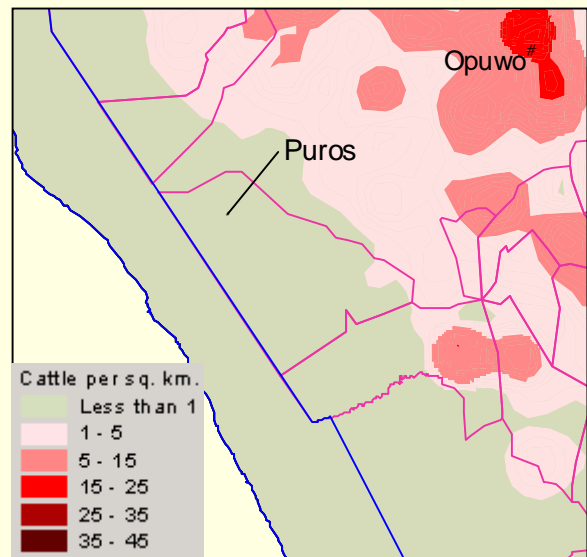 Opuwo#
Puros
Cattle per sq. km.
Less than 1
1 - 5
5 - 15
15 - 25
25 - 35
35 - 45